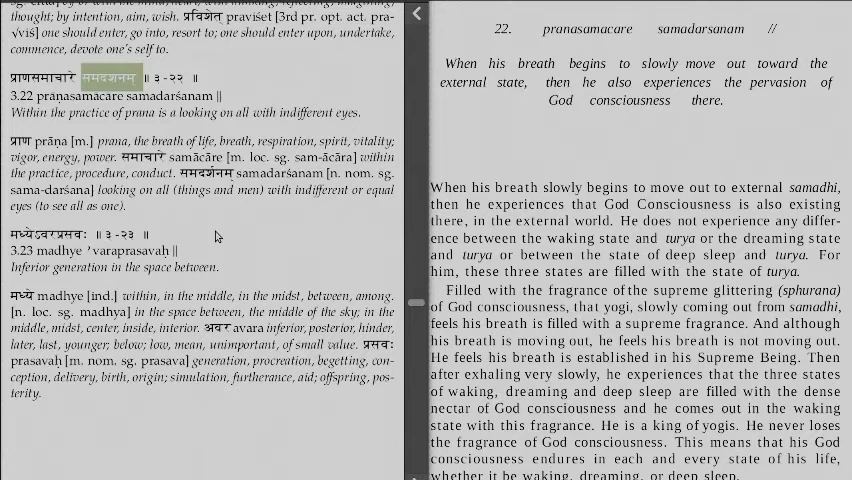 thought; by intention, aim, wish. प्रविशेत् praviśet [3rd pr. opt. act. pra-
√viś] one should enter, go into, resort to; one should enter upon, undertake,
commence, devote one's self to.
प्राणसमाचारे समदर्शनम् ॥ ३ -२२ ॥
3.22 prāṇasamācāre samadarśanam ||
Within the practice of prana is a looking on all with indifferent eyes.
प्राण prāṇa [m.] prana, the breath of life, breath, respiration, spirit, vitality;
vigor, energy, power. समाचारे samācāre [m. loc. sg. sam-ācāra] within
the practice, procedure, conduct. समदर्शनम् samadarśanam [n. nom. sg.
sama-darśana] looking on all (things and men) with indifferent or equal
eyes (to see all as one).
मध्येऽवरप्रसवः ॥ ३ -२३ ॥
3.23 madhye ’varaprasavaḥ ||
Inferior generation in the space between.
मध्ये madhye [ind.] within, in the middle, in the midst, between, among.
[n. loc. sg. madhya] in the space between, the middle of the sky; in the
middle, midst, center, inside, interior. अवर avara inferior, posterior, hinder,
later, last, younger; below; low, mean, unimportant, of small value. प्रसवः
prasavaḥ [m. nom. sg. prasava] generation, procreation, begetting, con-
ception, delivery, birth, origin; simulation, furtherance, aid; offspring, pos-
terity.
22. pranasamacare samadarsanam //
When his breath begins to slowly move out toward the
external state, then he also experiences the pervasion of
God consciousness there.
When his breath slowly begins to move out to external samadhi,
then he experiences that God Consciousness is also existing
there, in the external world. He does not experience any differ-
ence between the waking state and turya or the dreaming state
and turya or between the state of deep sleep and turya. For
him, these three states are filled with the state of turya.
Filled with the fragrance of the supreme glittering (sphurana)
of God consciousness, that yogi, slowly coming out from samadhi,
feels his breath is filled with a supreme fragrance. And although
his breath is moving out, he feels his breath is not moving out.
He feels his breath is established in his Supreme Being. Then
after exhaling very slowly, he experiences that the three states
of waking, dreaming and deep sleep are filled with the dense
nectar of God consciousness and he comes out in the waking
state with this fragrance. He is a king of yogis. He never loses
the fragrance of God consciousness. This means that his God
consciousness endures in each and every state of his life,
whether it be waking, dreaming, or deep sleep.